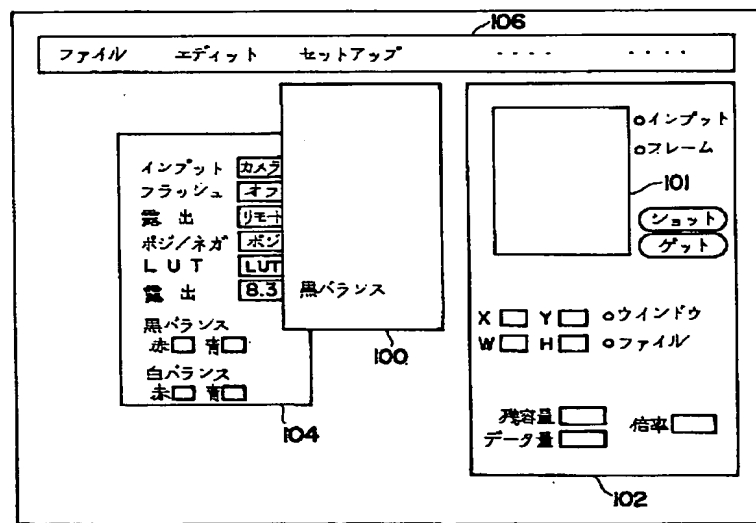 106
ファイル エディット セットアップ ---- ----
インプット カメラ
フラッシュ オフ
露出 リモート
ポジ/ネガ ポジ
LUT LUT
露出 8.3
黒バランス
赤 青
白バランス
赤 青
104
黒バランス
100
インプット
フレーム
101
ショット
ゲット
X Y ウインドウ
W H ファイル
残容量
データ量
倍率
102